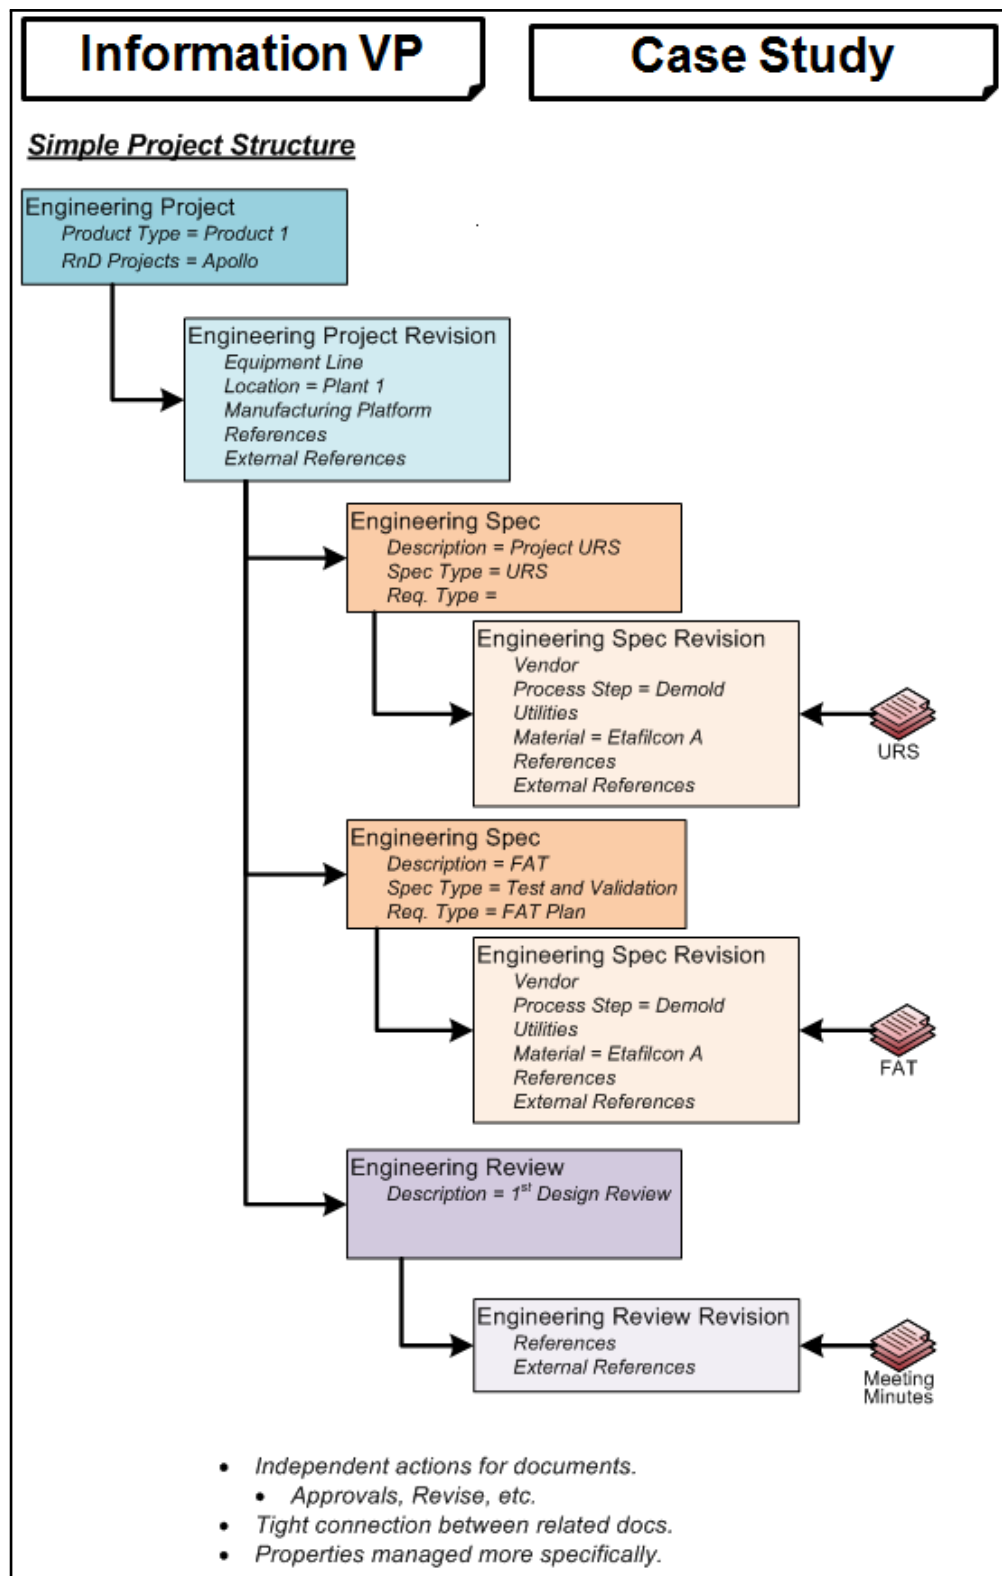 Information VP
Case Study
Simple Project Structure
Engineering Project
Product Type = Product 1
RnD Projects = Apollo
Engineering Project Revision
Equipment Line
Location = Plant 1
Manufacturing Platform
References
External References
Engineering Spec
Description = Project URS
Spec Type = URS
Req. Type =
Engineering Spec Revision
Vendor
Process Step = Demold
Utilities
Material = Etafilcon A
References
External References
URS
Engineering Spec
Description = FAT
Spec Type = Test and Validation
Req. Type = FAT Plan
Engineering Spec Revision
Vendor
Process Step = Demold
Utilities
Material = Etafilcon A
References
External References
FAT
Engineering Review
Description = 1st Design Review
Engineering Review Revision
References
External References
Meeting
Minutes
• Independent actions for documents.
• Approvals, Revise, etc.
• Tight connection between related docs.
• Properties managed more specifically.